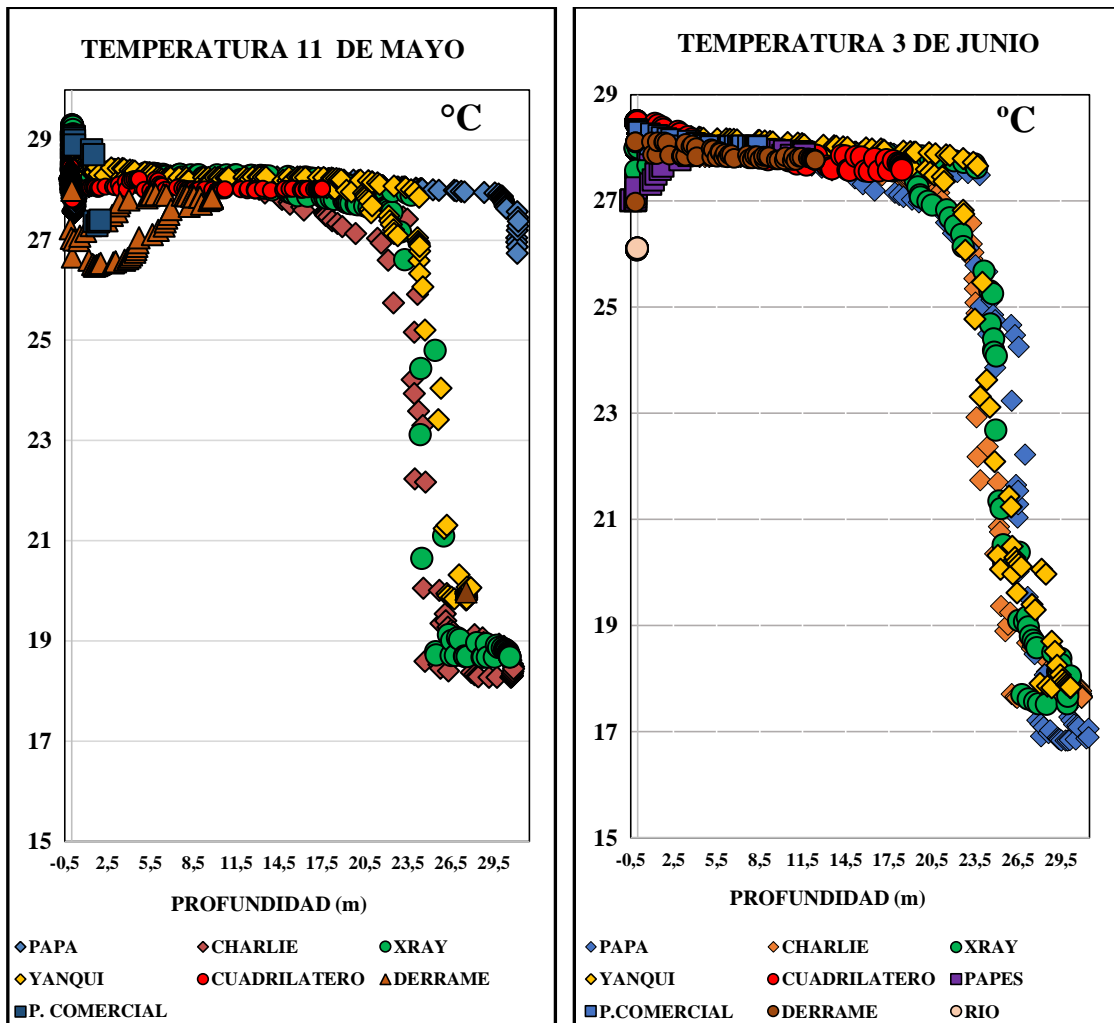 TEMPERATURA 11 DE MAYO
°C
29
27
25
23
21
19
17
15
-0,5 2,5 5,5 8,5 11,5 14,5 17,5 20,5 23,5 26,5 29,5
PROFUNDIDAD (m)
PAPA CHARLIE XRAY
YANQUI CUADRILATERO DERRAME
P. COMERCIAL
TEMPERATURA 3 DE JUNIO
ºC
29
27
25
23
21
19
17
15
-0,5 2,5 5,5 8,5 11,5 14,5 17,5 20,5 23,5 26,5 29,5
PROFUNDIDAD (m)
PAPA CHARLIE XRAY
YANQUI CUADRILATERO PAPES
P.COMERCIAL DERRAME RIO